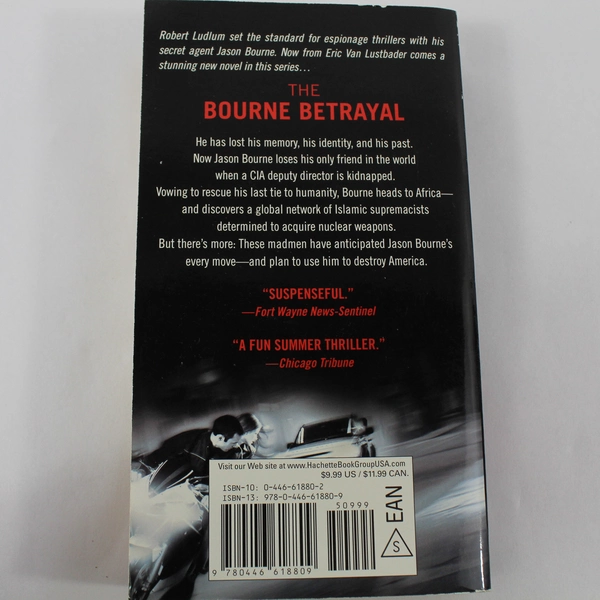 Robert Ludlum set the standard for espionage thrillers with his
secret agent Jason Bourne. Now from Eric Van Lustbader comes a
stunning new novel in this series...
THE
BOURNE BETRAYAL
He has lost his memory, his identity, and his past.
Now Jason Bourne loses his only friend in the world
when a CIA deputy director is kidnapped.
Vowing to rescue his last tie to humanity, Bourne heads to Africa—
and discovers a global network of Islamic supremacists
determined to acquire nuclear weapons.
But there's more: These madmen have anticipated Jason Bourne's
every move—and plan to use him to destroy America.
"SUSPENSEFUL."
—Fort Wayne News-Sentinel
"A FUN SUMMER THRILLER."
—Chicago Tribune
Visit our Web site at www.HachetteBookGroupUSA.com
$9.99 US / $11.99 CAN.
ISBN-10: 0-446-61880-2
ISBN-13: 978-0-446-61880-9
50999
EAN
S
9 780446 618809